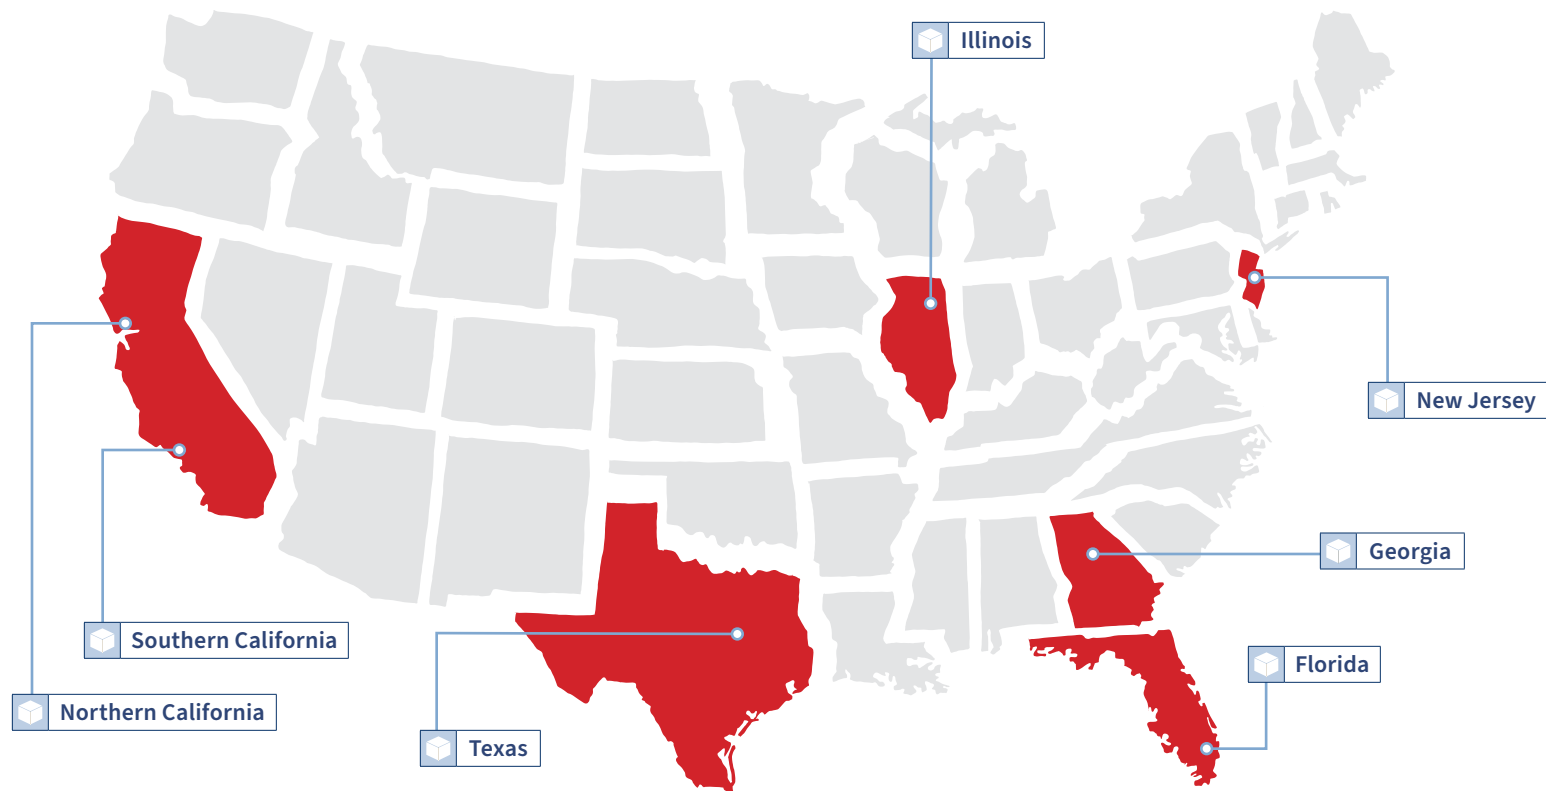 Illinois
New Jersey
Georgia
Southern California
Florida
Northern California
Texas